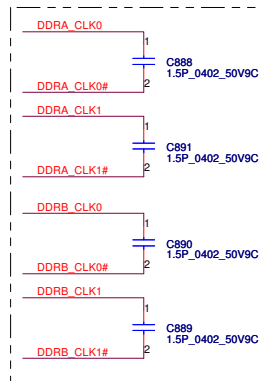 DDRA_CLK0
1
C888
1.5P_0402_50V9C
2
DDRA_CLK0#
DDRA_CLK1
1
C891
1.5P_0402_50V9C
2
DDRA_CLK1#
DDRB_CLK0
1
C890
1.5P_0402_50V9C
2
DDRB_CLK0#
DDRB_CLK1
1
C889
1.5P_0402_50V9C
2
DDRB_CLK1#